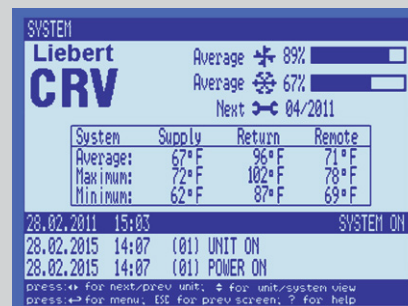 SYSTEM
Liebert
CRV
Average 89%
Average 67%
Next 04/2011
System Supply Return Remote
Average: 67°F 96°F 71°F
Maximum: 72°F 102°F 78°F
Minimum: 62°F 87°F 69°F
28.02.2011 15:03 SYSTEM ON
28.02.2015 14:07 (01) UNIT ON
28.02.2015 14:07 (01) POWER ON
press:↔ for next/prev unit; ↕ for unit/system view
press:↵ for menu; ESC for prev screen; ? for help